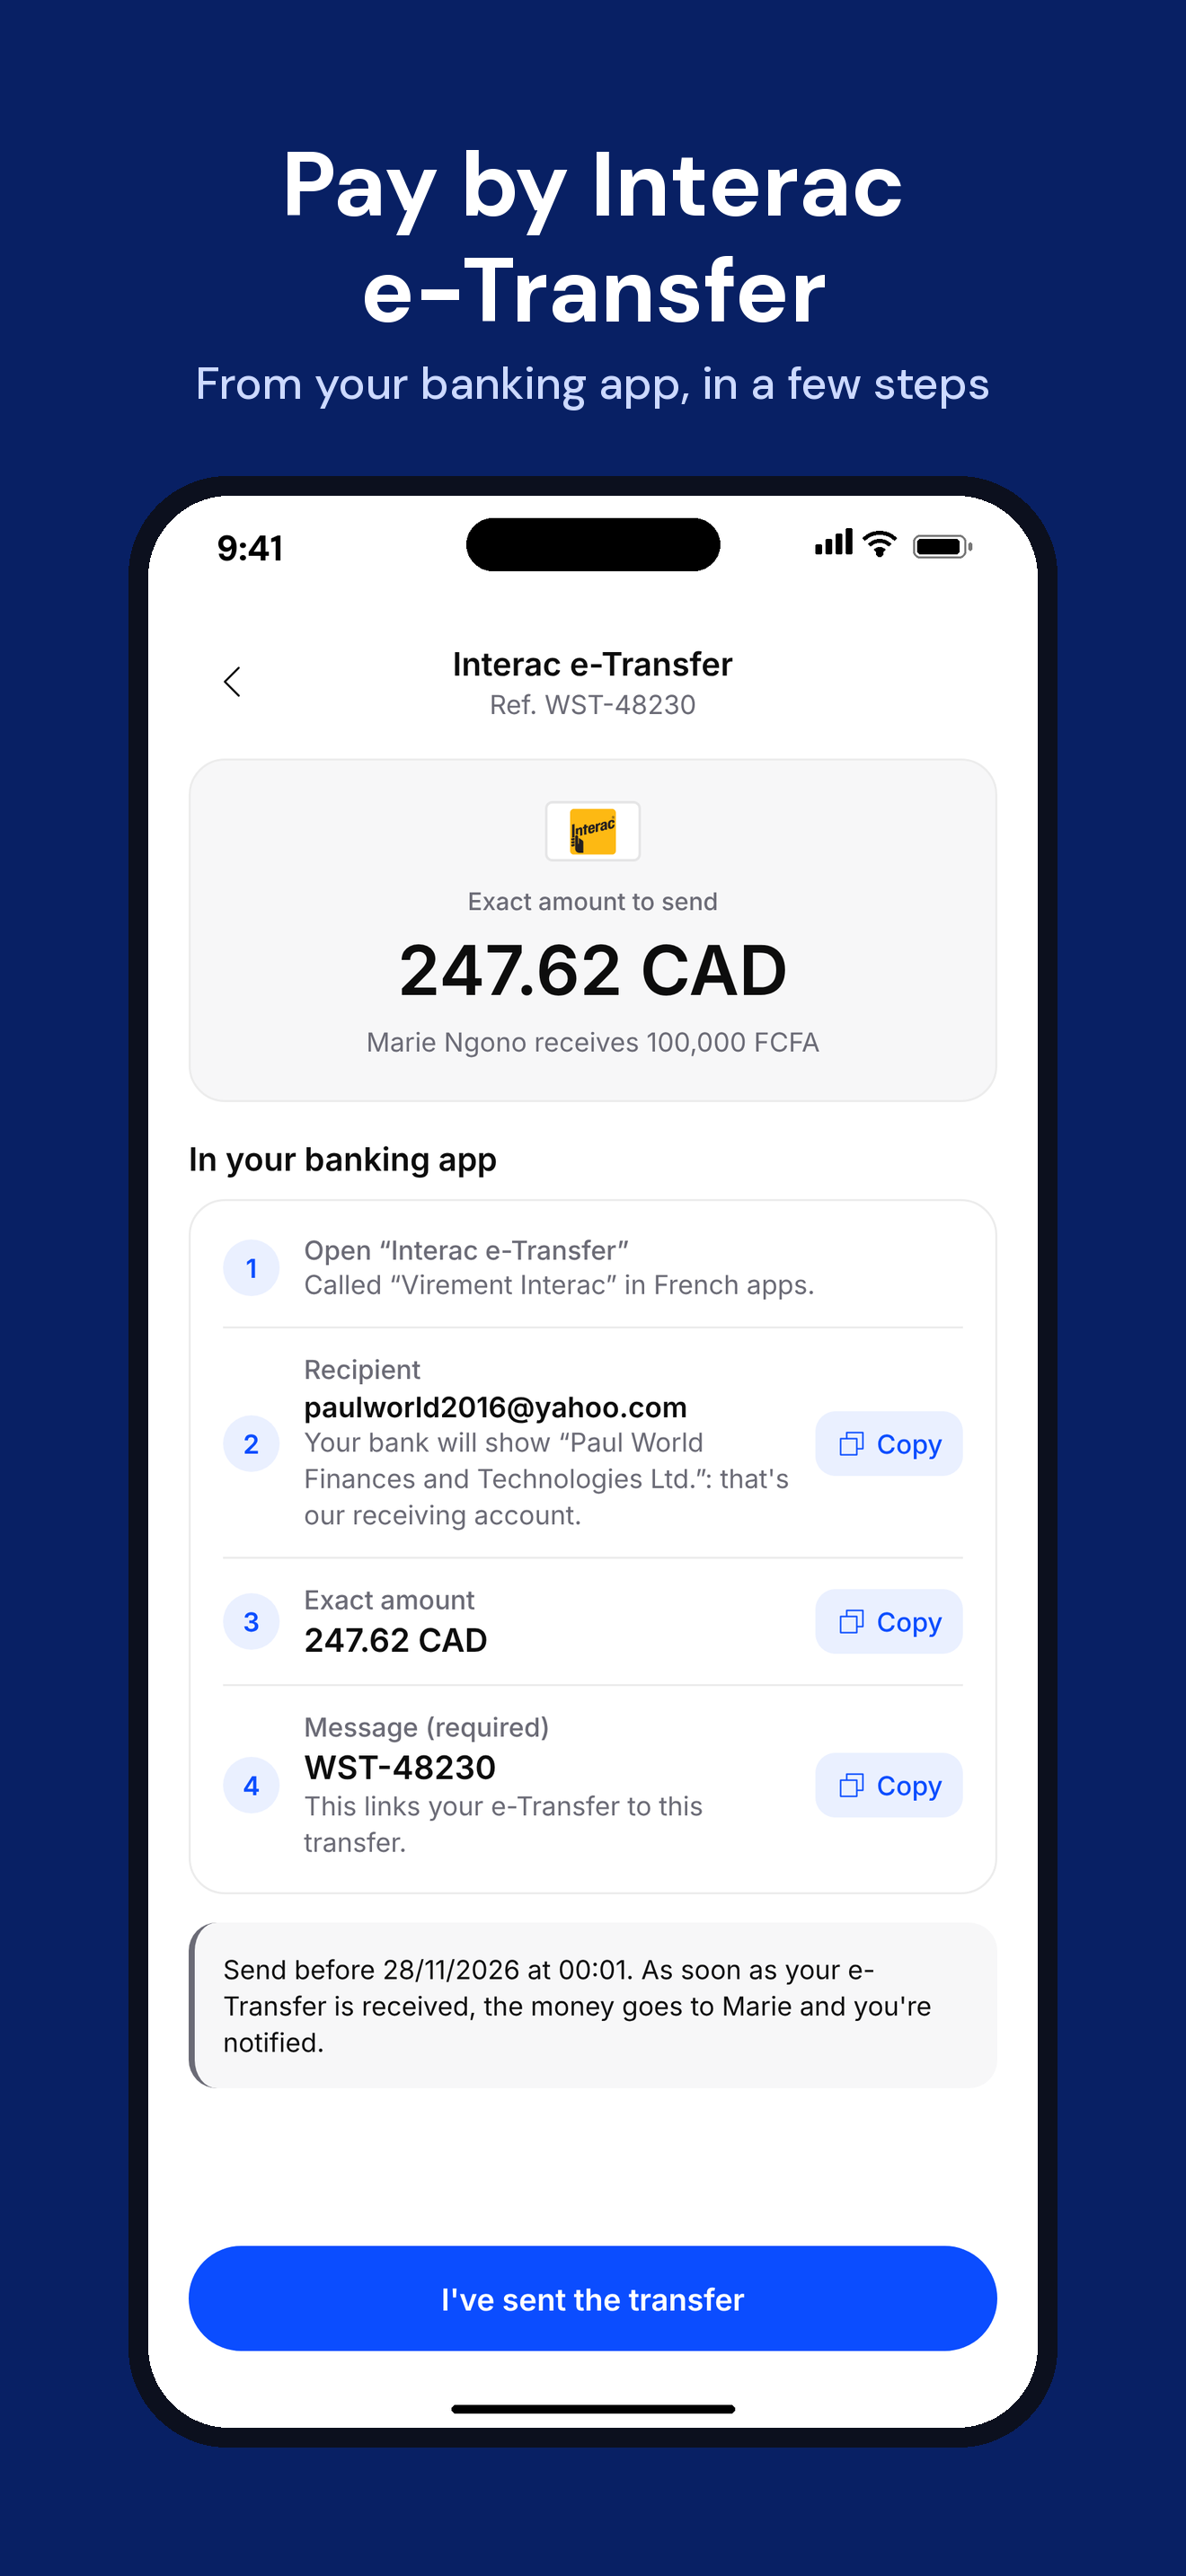 Pay by Interac
e-Transfer
From your banking app, in a few steps
9:41
Interac e-Transfer
Ref. WST-48230
Interac
Exact amount to send
247.62 CAD
Marie Ngono receives 100,000 FCFA
In your banking app
1
Open “Interac e-Transfer”
Called “Virement Interac” in French apps.
2
Recipient
paulworld2016@yahoo.com
Your bank will show “Paul World
Finances and Technologies Ltd.”: that's
our receiving account.
Copy
3
Exact amount
247.62 CAD
Copy
4
Message (required)
WST-48230
This links your e-Transfer to this
transfer.
Copy
Send before 28/11/2026 at 00:01. As soon as your e-
Transfer is received, the money goes to Marie and you're
notified.
I've sent the transfer